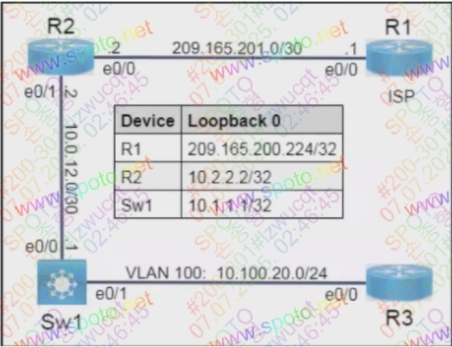 R2
R1
.2
209.165.201.0/30
.1
e0/0
e0/0
ISP
e0/1
.2
10.0.12.0/30
.1
Device Loopback 0
R1 209.165.200.224/32
R2 10.2.2.2/32
Sw1 10.1.1.1/32
e0/0
VLAN 100: 10.100.20.0/24
e0/1
e0/0
Sw1
R3
www.spoto.net